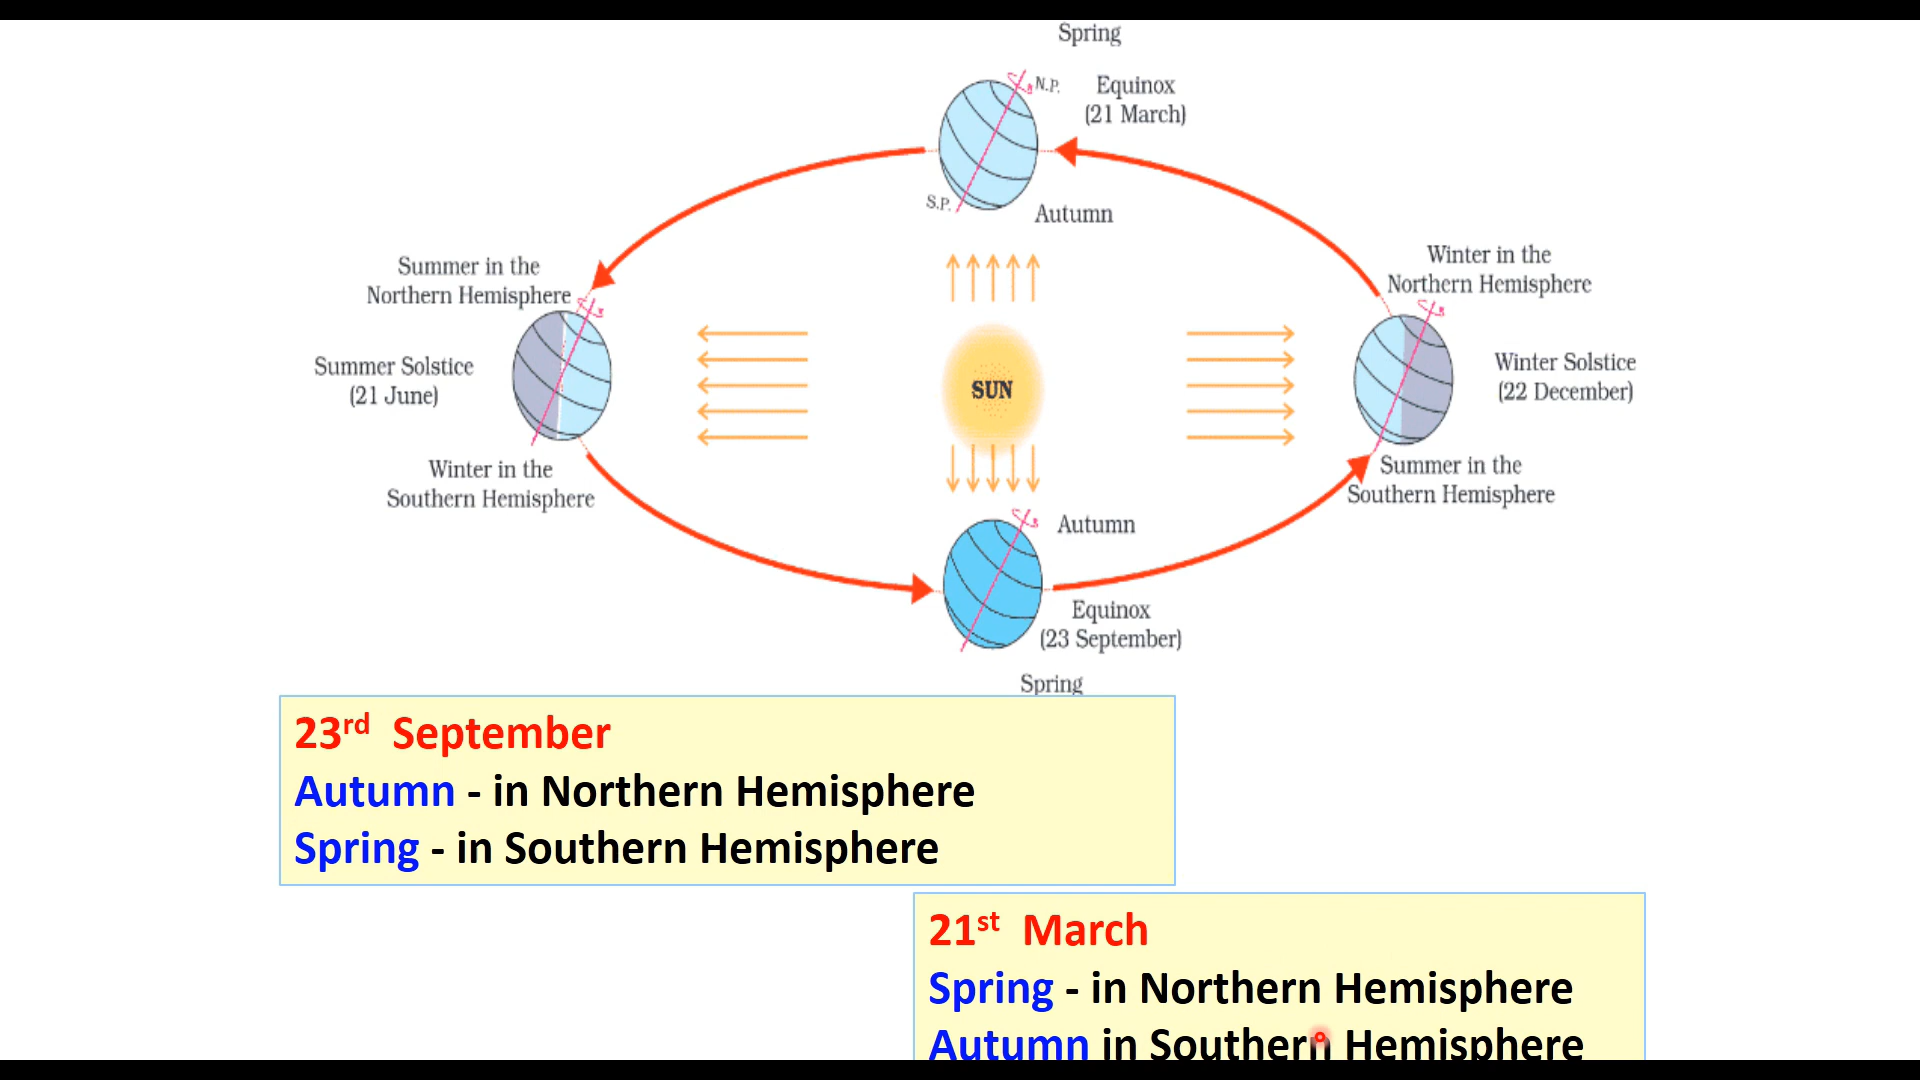 Spring
N.P.
Equinox
(21 March)
S.P.
Autumn
Summer in the
Northern Hemisphere
Winter in the
Northern Hemisphere
Summer Solstice
(21 June)
SUN
Winter Solstice
(22 December)
Winter in the
Southern Hemisphere
Summer in the
Southern Hemisphere
Autumn
Equinox
(23 September)
Spring
23rd September
Autumn - in Northern Hemisphere
Spring - in Southern Hemisphere
21st March
Spring - in Northern Hemisphere
Autumn in Southern Hemisphere